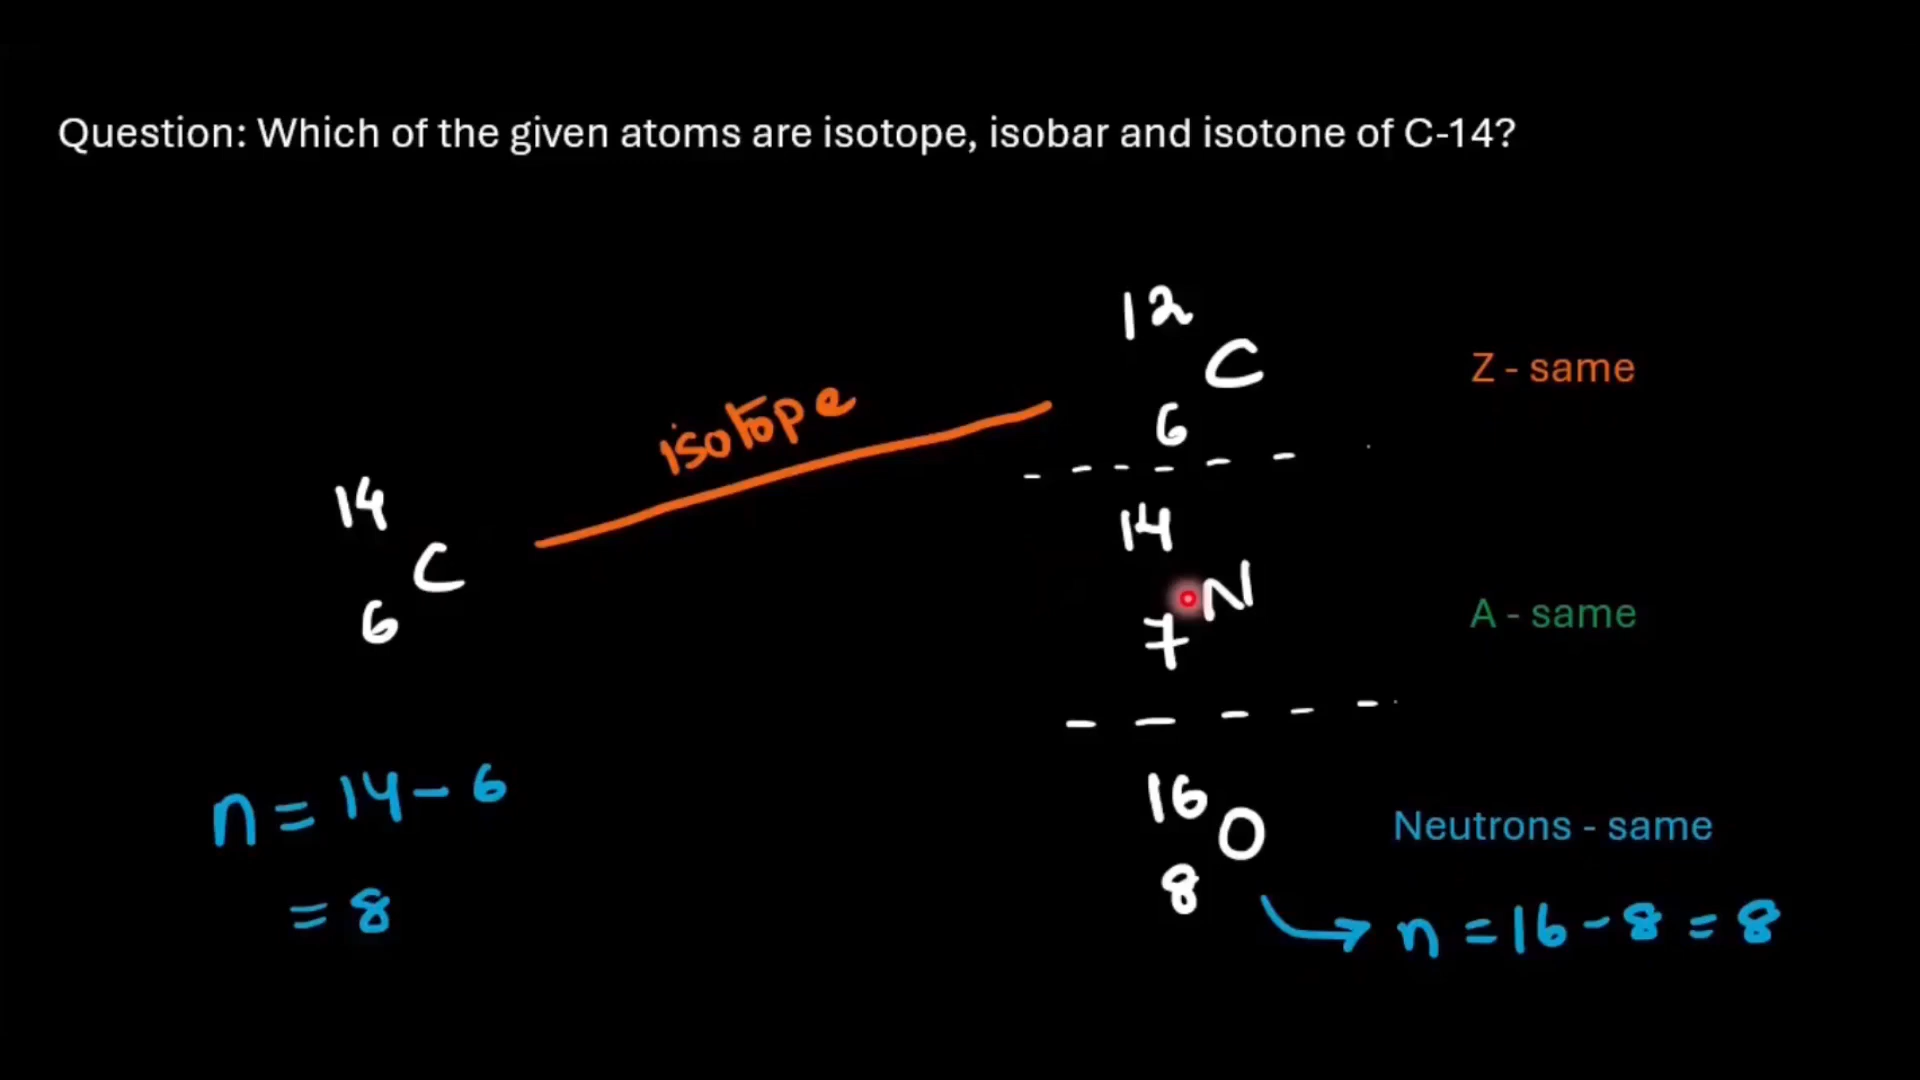 Question: Which of the given atoms are isotope, isobar and isotone of C-14?
12
C
6
Z - same
isotope
14
C
6
14
N
7
A - same
n = 14 - 6
= 8
16
O
8
Neutrons - same
n = 16 - 8 = 8